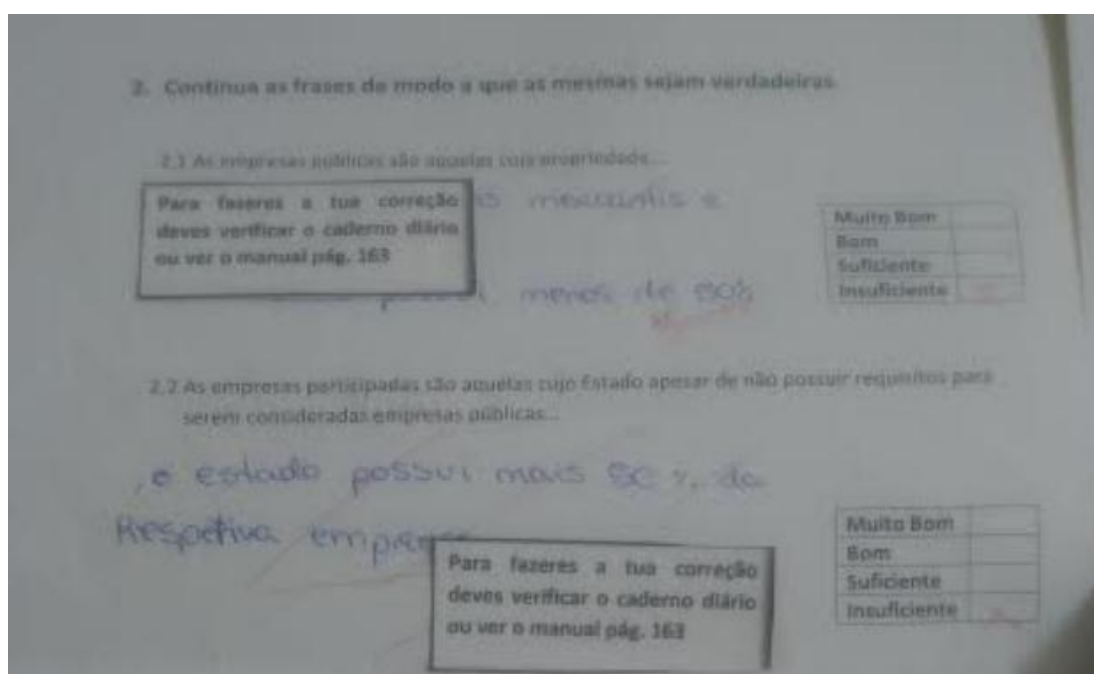 2. Continua as frases de modo a que as mesmas sejam verdadeiras.
2.1 As empresas públicas são aquelas cuja propriedade...
Para fazeres a tua correção
deves verificar o caderno diário
ou ver o manual pág. 163
mercantis e
menos de 50%
Muito Bom
Bom
Suficiente
Insuficiente
2.2 As empresas participadas são aquelas cujo Estado apesar de não possuir requisitos para
serem consideradas empresas públicas...
, o estado possui mais 50 %. da
Respetiva
Para fazeres a tua correção
deves verificar o caderno diário
ou ver o manual pág. 163
Muito Bom
Bom
Suficiente
Insuficiente